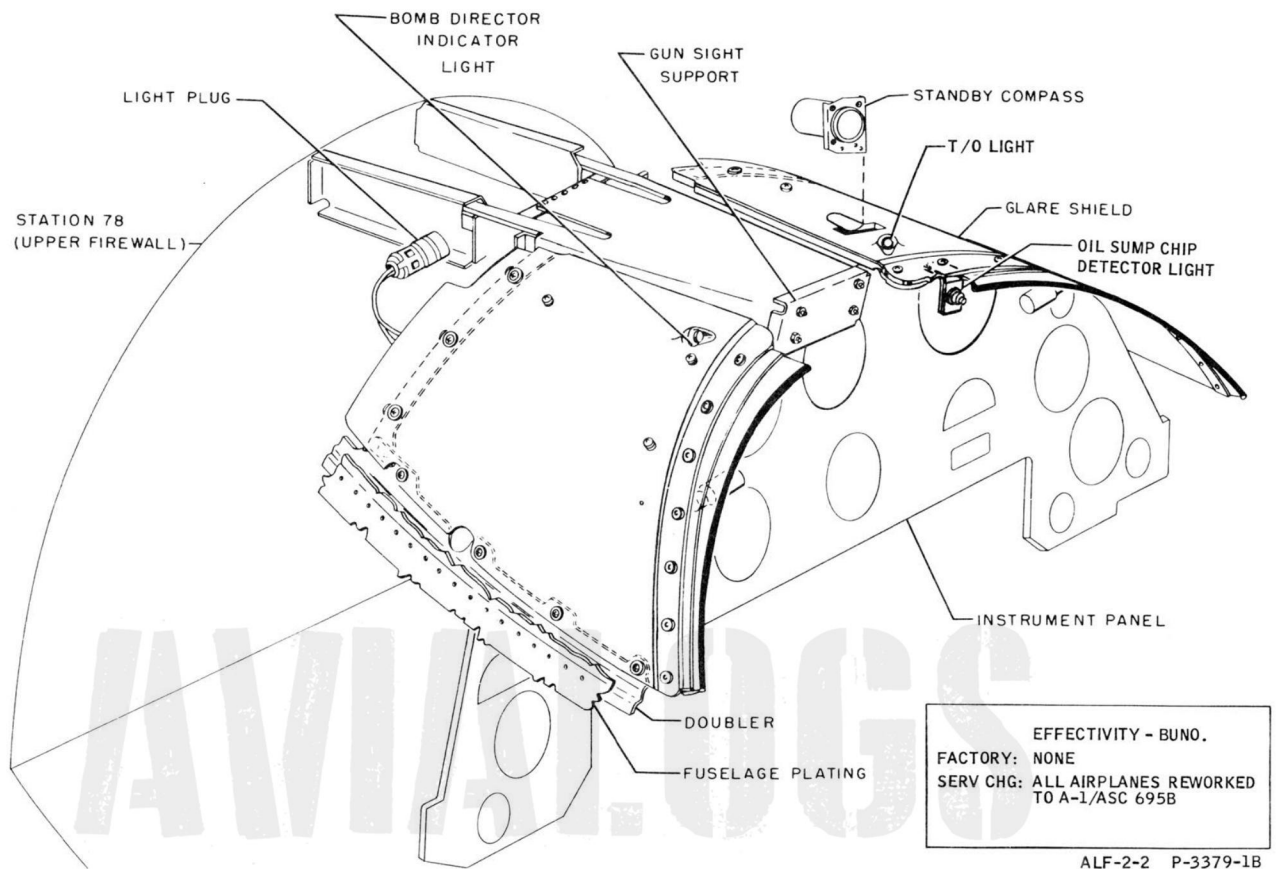 BOMB DIRECTOR
INDICATOR
LIGHT
GUN SIGHT
SUPPORT
LIGHT PLUG
STANDBY COMPASS
T/O LIGHT
STATION 78
(UPPER FIREWALL)
GLARE SHIELD
OIL SUMP CHIP
DETECTOR LIGHT
INSTRUMENT PANEL
DOUBLER
FUSELAGE PLATING
AVIALOGS
EFFECTIVITY - BUNO.
FACTORY: NONE
SERV CHG: ALL AIRPLANES REWORKED
TO A-1/ASC 695B
ALF-2-2 P-3379-1B